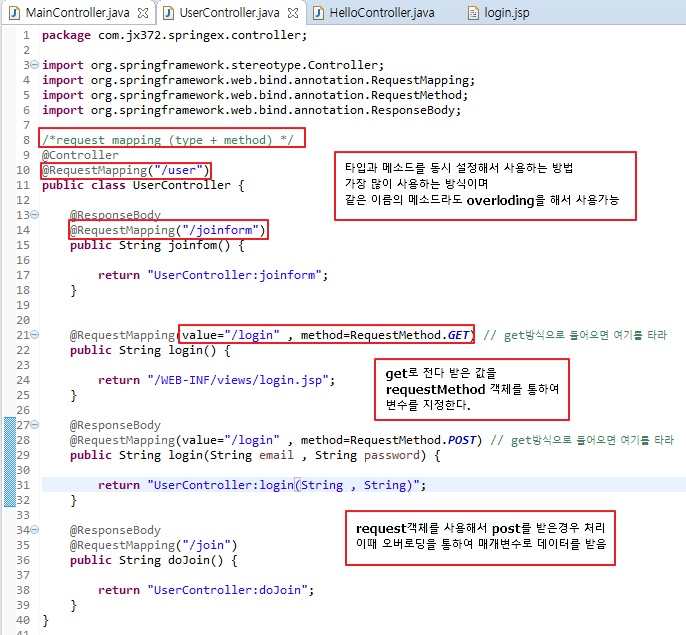 MainController.java UserController.java HelloController.java login.jsp
1 package com.jx372.springex.controller;
2
3 import org.springframework.stereotype.Controller;
4 import org.springframework.web.bind.annotation.RequestMapping;
5 import org.springframework.web.bind.annotation.RequestMethod;
6 import org.springframework.web.bind.annotation.ResponseBody;
7
8 /*request mapping (type + method) */
9 @Controller
10 @RequestMapping("/user")
11 public class UserController {
타입과 메소드를 동시 설정해서 사용하는 방법
가장 많이 사용하는 방식이며
같은 이름의 메소드라도 overloding을 해서 사용가능
12
13 @ResponseBody
14 @RequestMapping("/joinform")
15 public String joinfom() {
16
17 return "UserController:joinform";
18 }
19
20
21 @RequestMapping(value="/login" , method=RequestMethod.GET) // get방식으로 들어오면 여기를 타라
22 public String login() {
23
24 return "/WEB-INF/views/login.jsp";
25 }
get로 전다 받은 값을
requestMethod 객체를 통하여
변수를 지정한다.
26
27 @ResponseBody
28 @RequestMapping(value="/login" , method=RequestMethod.POST) // get방식으로 들어오면 여기를 타라
29 public String login(String email , String password) {
30
31 return "UserController:login(String , String)";
32 }
33
request객체를 사용해서 post를 받은경우 처리
이때 오버로딩을 통하여 매개변수로 데이터를 받음
34 @ResponseBody
35 @RequestMapping("/join")
36 public String doJoin() {
37
38 return "UserController:doJoin";
39 }
40 }
41